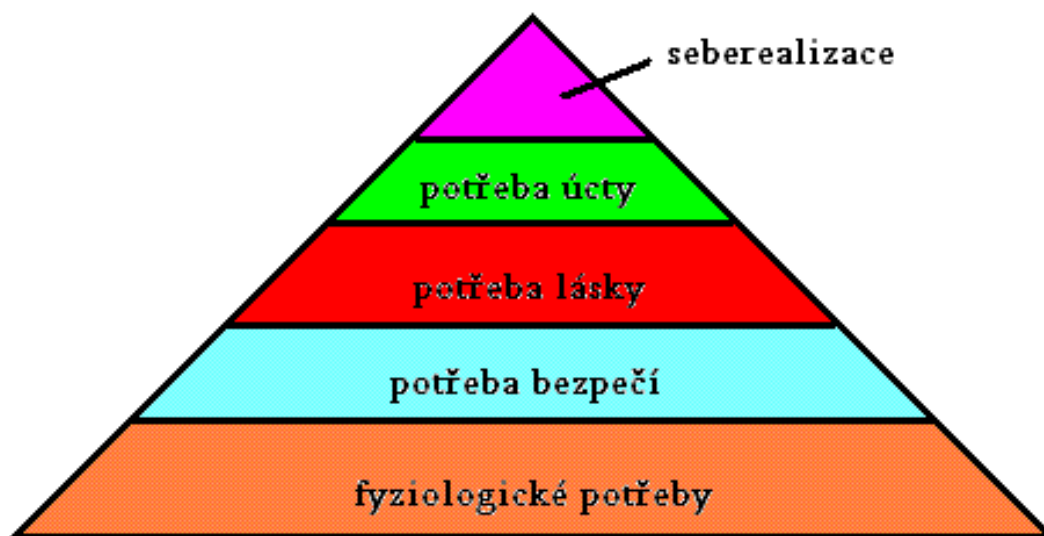 seberealizace
potřeba úcty
potřeba lásky
potřeba bezpečí
fyziologické potřeby